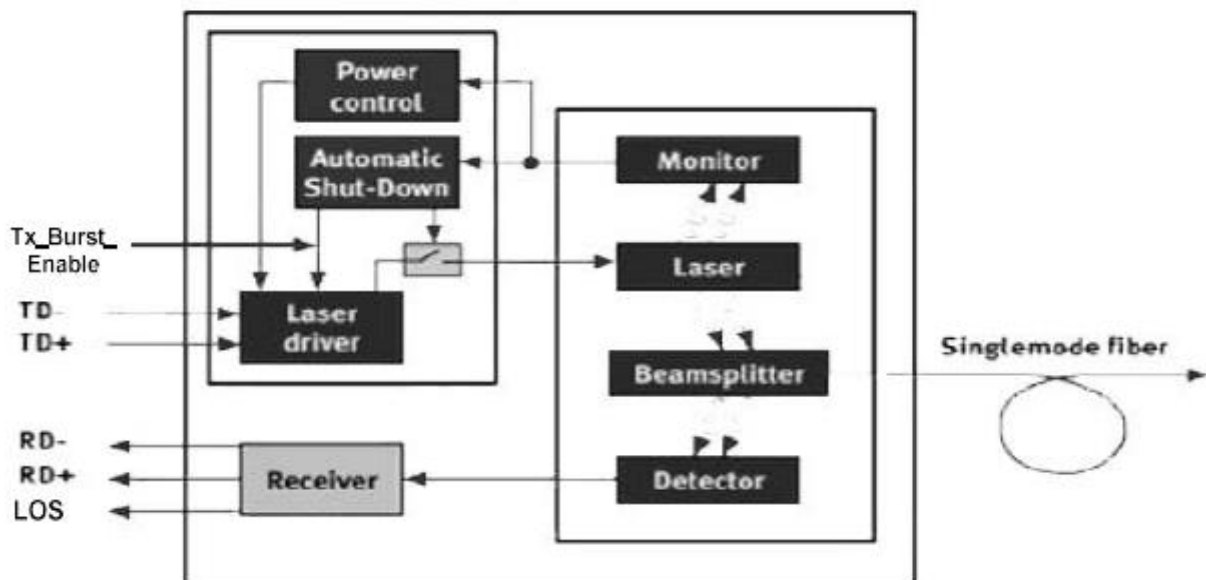 Power
control
Automatic
Shut-Down
Monitor
Tx_Burst_
Enable
Laser
TD-
TD+
Laser
driver
Singlemode fiber
Beamsplitter
RD-
RD+
LOS
Receiver
Detector